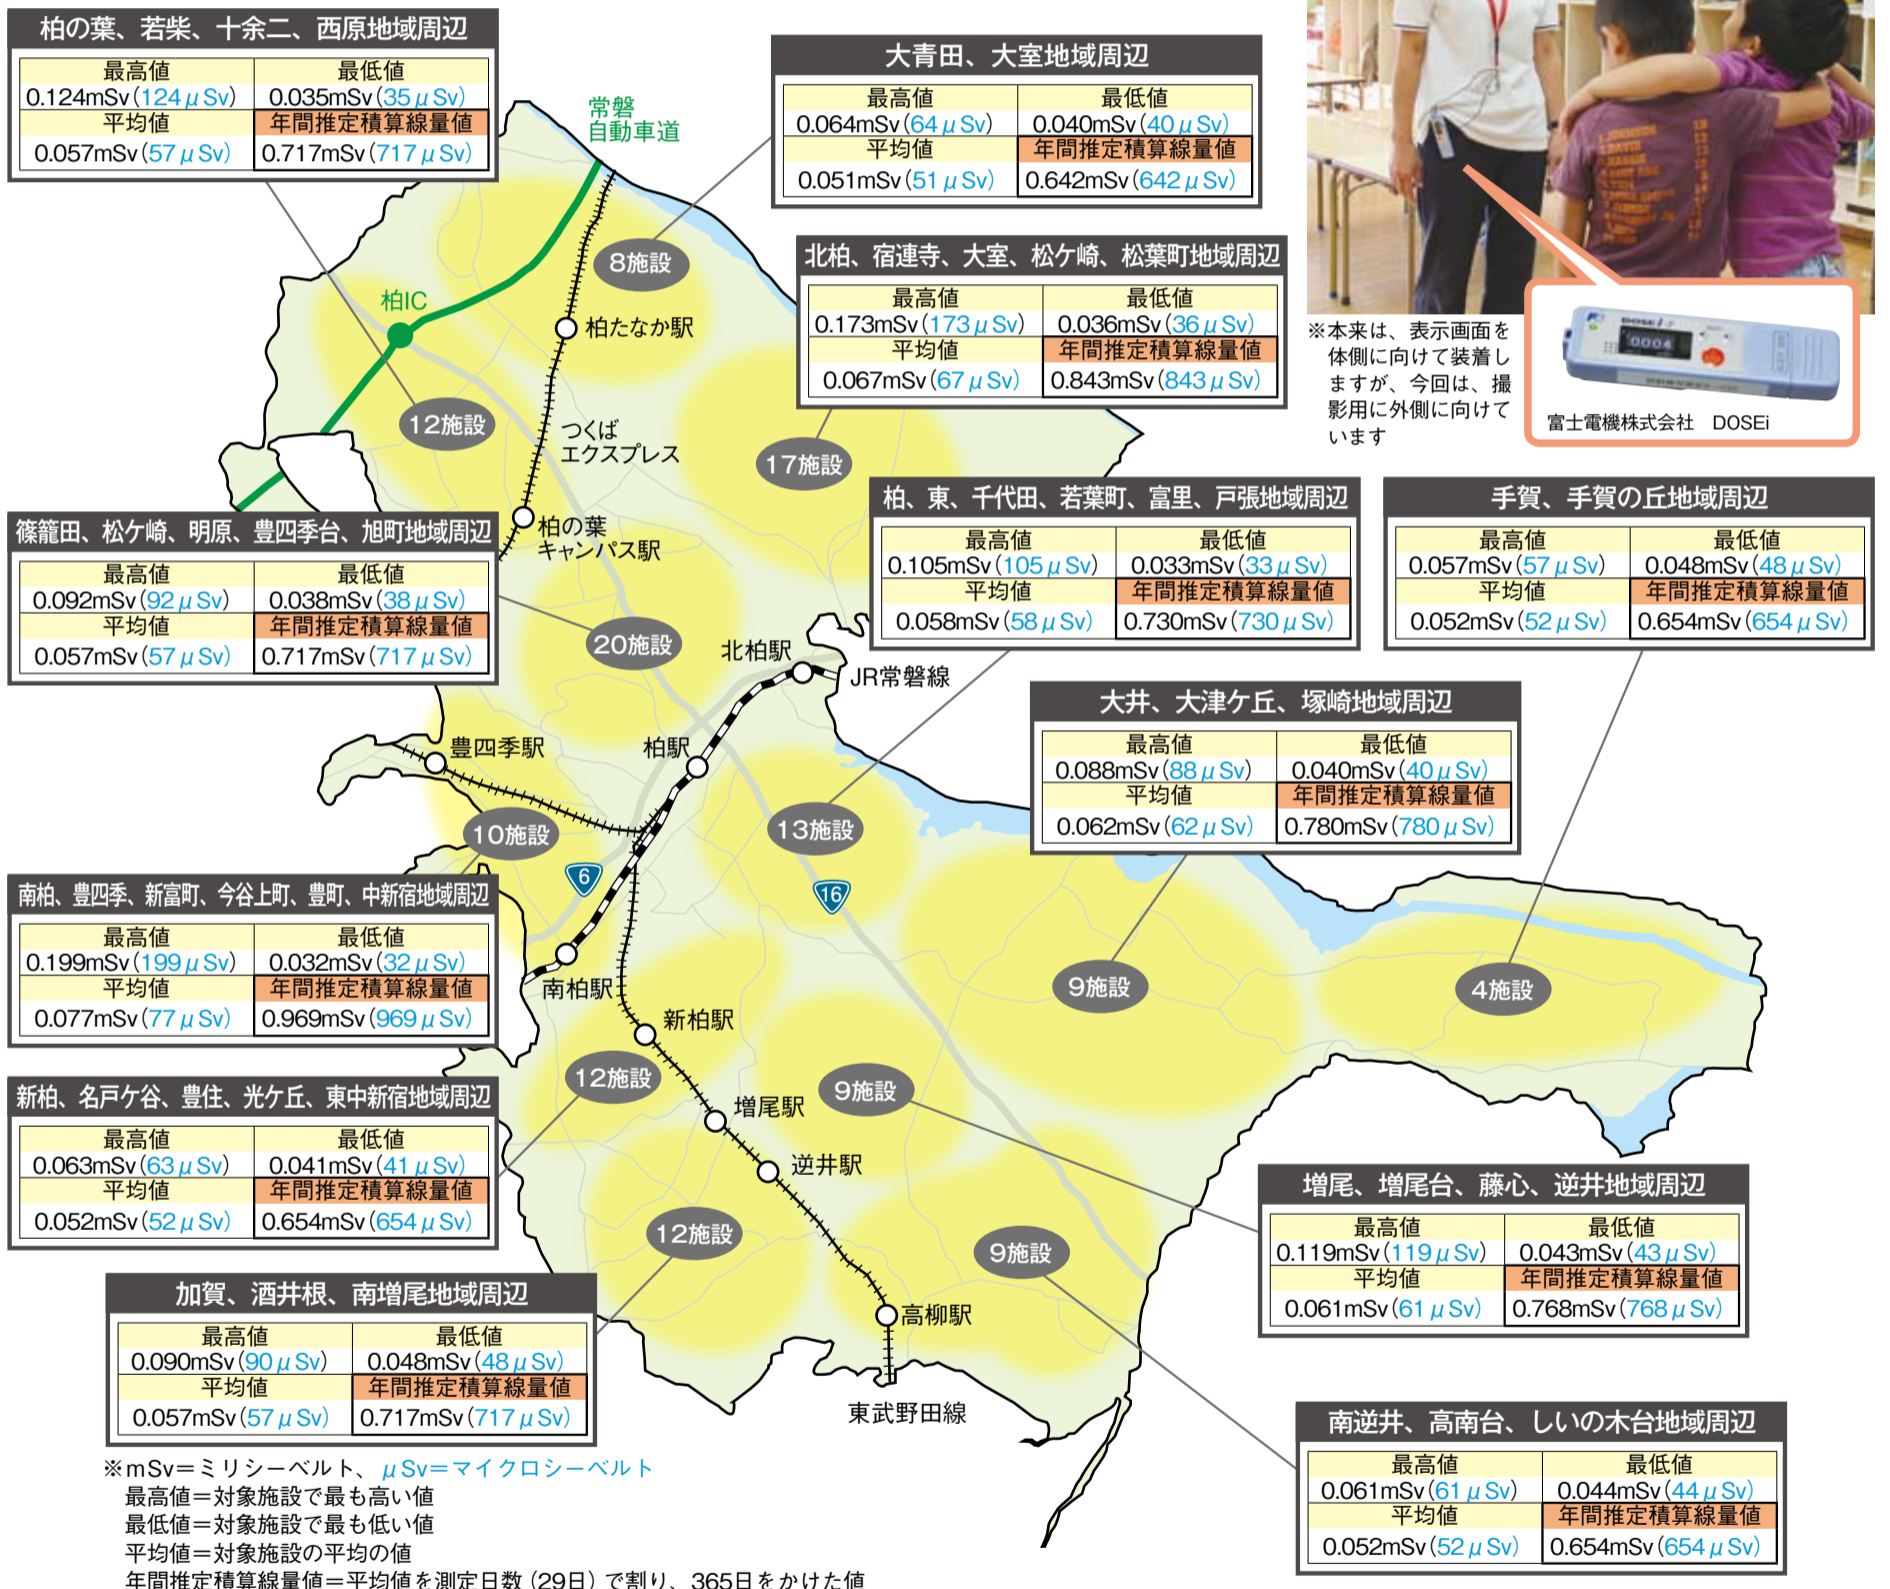 柏の葉、若柴、十余二、西原地域周辺
最高値 最低値
0.124mSv(124μSv) 0.035mSv(35μSv)
平均値 年間推定積算線量値
0.057mSv(57μSv) 0.717mSv(717μSv)
大青田、大室地域周辺
最高値 最低値
0.064mSv(64μSv) 0.040mSv(40μSv)
平均値 年間推定積算線量値
0.051mSv(51μSv) 0.642mSv(642μSv)
北柏、宿連寺、大室、松ケ崎、松葉町地域周辺
最高値 最低値
0.173mSv(173μSv) 0.036mSv(36μSv)
平均値 年間推定積算線量値
0.067mSv(67μSv) 0.843mSv(843μSv)
※本来は、表示画面を
体側に向けて装着し
ますが、今回は、撮
影用に外側に向けて
います
DOSEi
0004
富士電機株式会社 DOSEi
常磐
自動車道
8施設
柏IC
柏たなか駅
12施設
つくば
エクスプレス
17施設
柏の葉
キャンパス駅
篠籠田、松ケ崎、明原、豊四季台、旭町地域周辺
最高値 最低値
0.092mSv(92μSv) 0.038mSv(38μSv)
平均値 年間推定積算線量値
0.057mSv(57μSv) 0.717mSv(717μSv)
柏、東、千代田、若葉町、富里、戸張地域周辺
最高値 最低値
0.105mSv(105μSv) 0.033mSv(33μSv)
平均値 年間推定積算線量値
0.058mSv(58μSv) 0.730mSv(730μSv)
手賀、手賀の丘地域周辺
最高値 最低値
0.057mSv(57μSv) 0.048mSv(48μSv)
平均値 年間推定積算線量値
0.052mSv(52μSv) 0.654mSv(654μSv)
20施設
北柏駅
JR常磐線
大井、大津ケ丘、塚崎地域周辺
最高値 最低値
0.088mSv(88μSv) 0.040mSv(40μSv)
平均値 年間推定積算線量値
0.062mSv(62μSv) 0.780mSv(780μSv)
豊四季駅
柏駅
10施設
13施設
6
16
南柏、豊四季、新富町、今谷上町、豊町、中新宿地域周辺
最高値 最低値
0.199mSv(199μSv) 0.032mSv(32μSv)
平均値 年間推定積算線量値
0.077mSv(77μSv) 0.969mSv(969μSv)
南柏駅
9施設
4施設
新柏駅
12施設
9施設
新柏、名戸ケ谷、豊住、光ケ丘、東中新宿地域周辺
最高値 最低値
0.063mSv(63μSv) 0.041mSv(41μSv)
平均値 年間推定積算線量値
0.052mSv(52μSv) 0.654mSv(654μSv)
増尾駅
逆井駅
増尾、増尾台、藤心、逆井地域周辺
最高値 最低値
0.119mSv(119μSv) 0.043mSv(43μSv)
平均値 年間推定積算線量値
0.061mSv(61μSv) 0.768mSv(768μSv)
12施設
9施設
加賀、酒井根、南増尾地域周辺
最高値 最低値
0.090mSv(90μSv) 0.048mSv(48μSv)
平均値 年間推定積算線量値
0.057mSv(57μSv) 0.717mSv(717μSv)
高柳駅
東武野田線
南逆井、高南台、しいの木台地域周辺
最高値 最低値
0.061mSv(61μSv) 0.044mSv(44μSv)
平均値 年間推定積算線量値
0.052mSv(52μSv) 0.654mSv(654μSv)
※mSv=ミリシーベルト、μSv=マイクロシーベルト
最高値=対象施設で最も高い値
最低値=対象施設で最も低い値
平均値=対象施設の平均の値
年間推定積算線量値=平均値を測定日数(29日)で割り、365日をかけた値